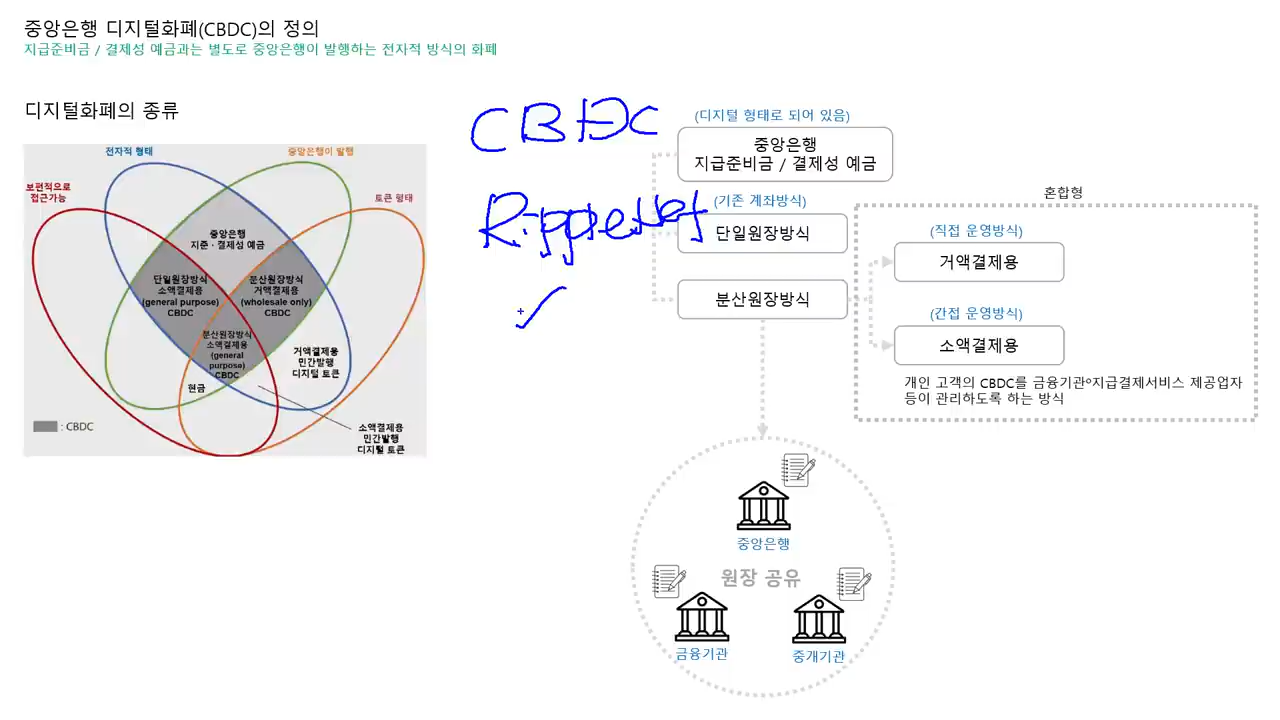 중앙은행 디지털화폐(CBDC)의 정의
지급준비금 / 결제성 예금과는 별도로 중앙은행이 발행하는 전자적 방식의 화폐
디지털화폐의 종류
전자적 형태
중앙은행이 발행
보편적으로
접근가능
토큰 형태
중앙은행
지준·결제성 예금
단일원장방식
소액결제용
(general purpose)
CBDC
분산원장방식
거액결제용
(wholesale only)
CBDC
분산원장방식
소액결제용
(general
purpose)
CBDC
거액결제용
민간발행
디지털 토큰
현금
소액결제용
민간발행
디지털 토큰
: CBDC
CBDC
RippleNet
(디지털 형태로 되어 있음)
중앙은행
지급준비금 / 결제성 예금
(기존 계좌방식)
단일원장방식
분산원장방식
혼합형
(직접 운영방식)
거액결제용
(간접 운영방식)
소액결제용
개인 고객의 CBDC를 금융기관º지급결제서비스 제공업자
등이 관리하도록 하는 방식
중앙은행
원장 공유
금융기관
중개기관